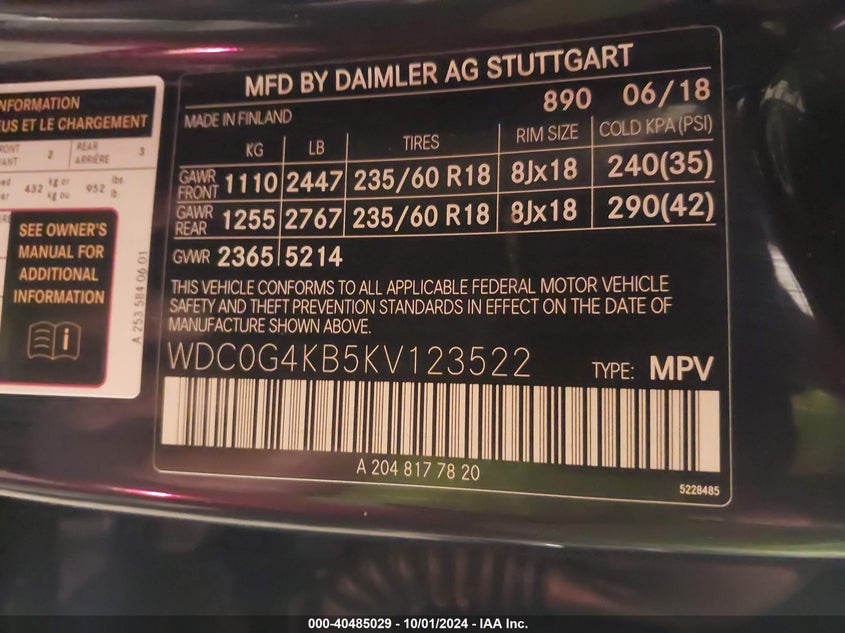 NFORMATION
EUS ET LE CHARGEMENT
FRONT 2 REAR 3
ARRIÈRE
432 kg or 952 lbs.
kg ou lb.
SEE OWNER'S
MANUAL FOR
ADDITIONAL
INFORMATION
A 253 584 06 01
MFD BY DAIMLER AG STUTTGART
890 06/18
MADE IN FINLAND
KG LB TIRES RIM SIZE COLD KPA (PSI)
GAWR FRONT 1110 2447 235/60 R18 8Jx18 240(35)
GAWR REAR 1255 2767 235/60 R18 8Jx18 290(42)
GVWR 2365 5214
THIS VEHICLE CONFORMS TO ALL APPLICABLE FEDERAL MOTOR VEHICLE
SAFETY AND THEFT PREVENTION STANDARDS IN EFFECT ON THE DATE OF
MANUFACTURE SHOWN ABOVE.
WDC0G4KB5KV123522 TYPE: MPV
A 204 817 78 20
5228485
000-40485029 - 10/01/2024 - IAA Inc.